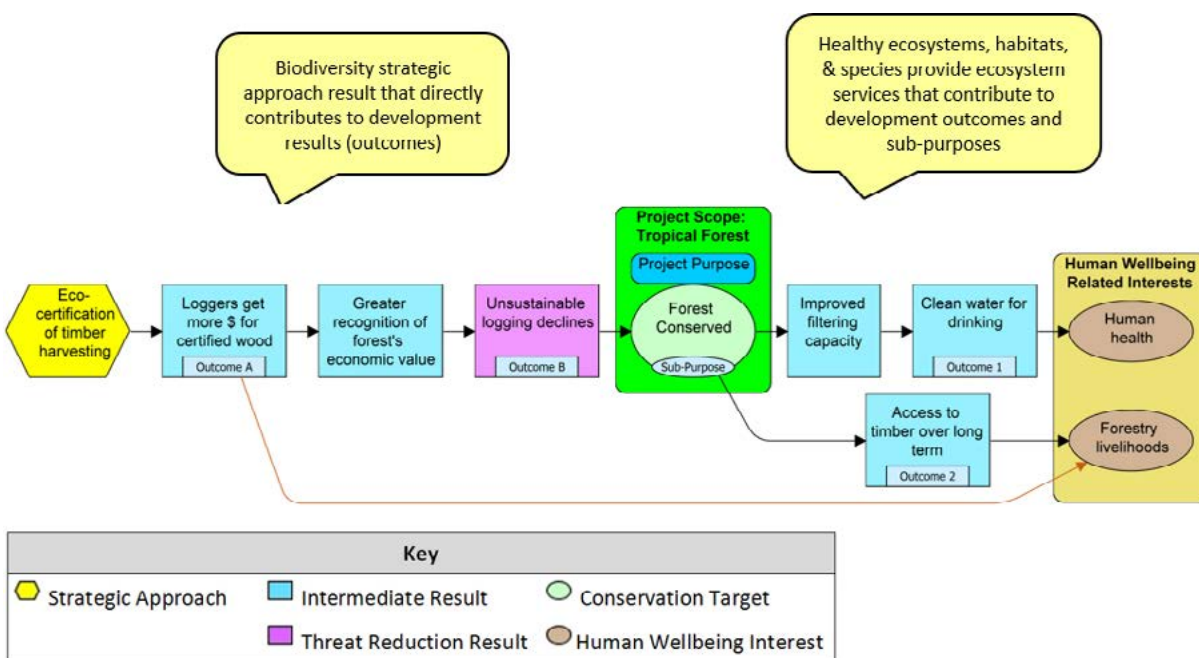 Biodiversity strategic
approach result that directly
contributes to development
results (outcomes)
Healthy ecosystems, habitats,
& species provide ecosystem
services that contribute to
development outcomes and
sub-purposes
Eco-
certification
of timber
harvesting
Loggers get
more $ for
certified wood
Outcome A
Greater
recognition of
forest's
economic value
Unsustainable
logging declines
Outcome B
Project Scope:
Tropical Forest
Project Purpose
Forest
Conserved
Sub-Purpose
Improved
filtering
capacity
Clean water for
drinking
Outcome 1
Access to
timber over long
term
Outcome 2
Human Wellbeing
Related Interests
Human
health
Forestry
livelihoods
Key
Strategic Approach
Intermediate Result
Conservation Target
Threat Reduction Result
Human Wellbeing Interest